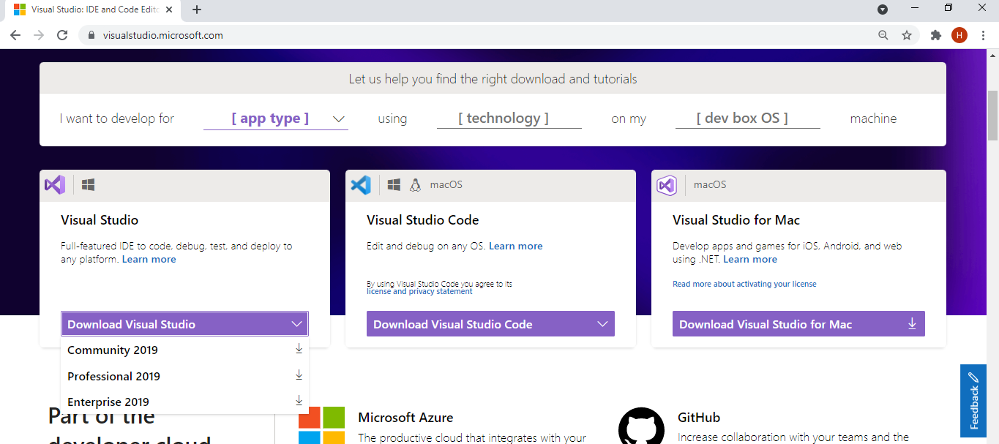 Visual Studio: IDE and Code Edito
visualstudio.microsoft.com
H
Let us help you find the right download and tutorials
I want to develop for [ app type ] using [ technology ] on my [ dev box OS ] machine
macOS
macOS
Visual Studio
Full-featured IDE to code, debug, test, and deploy to
any platform. Learn more
Download Visual Studio
Community 2019
Professional 2019
Enterprise 2019
Visual Studio Code
Edit and debug on any OS. Learn more
By using Visual Studio Code you agree to its
license and privacy statement
Download Visual Studio Code
Visual Studio for Mac
Develop apps and games for iOS, Android, and web
using .NET. Learn more
Read more about activating your license
Download Visual Studio for Mac
Feedback
Part of the
developer cloud
Microsoft Azure
The productive cloud that integrates with your
GitHub
Increase collaboration with your teams and the